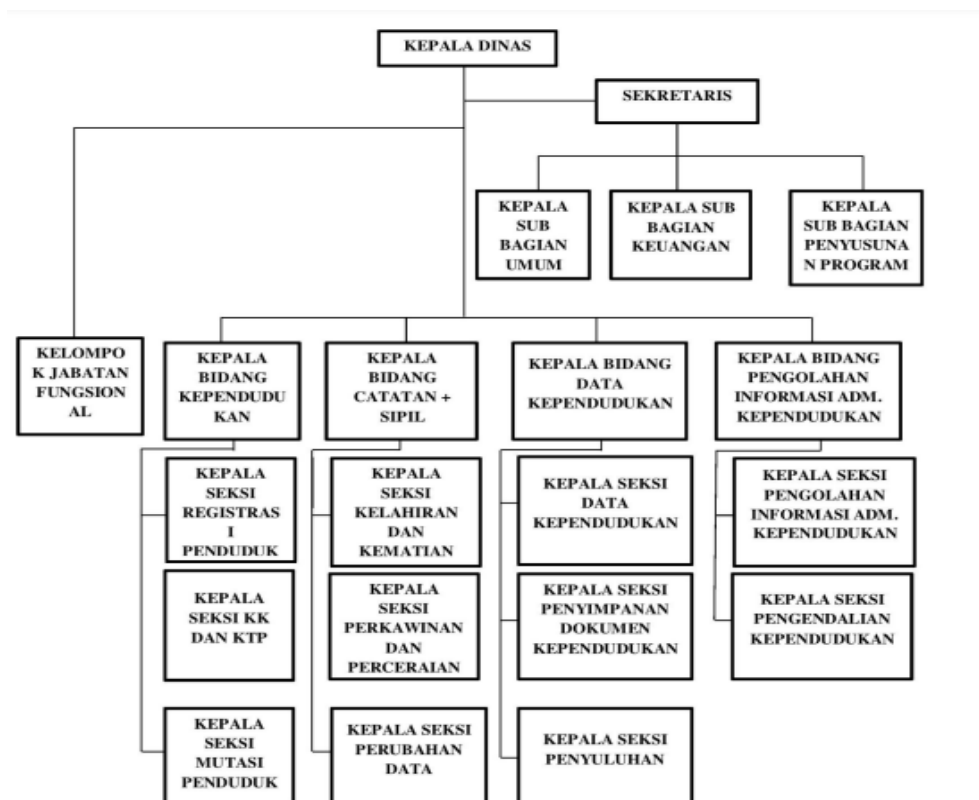 KEPALA DINAS
SEKRETARIS
KEPALA
SUB
BAGIAN
UMUM
KEPALA SUB
BAGIAN
KEUANGAN
KEPALA
SUB BAGIAN
PENYUSUNA
N PROGRAM
KELOMPO
K JABATAN
FUNGSION
AL
KEPALA
BIDANG
KEPENDUDU
KAN
KEPALA
BIDANG
CATATAN +
SIPIL
KEPALA BIDANG
DATA
KEPENDUDUKAN
KEPALA BIDANG
PENGOLAHAN
INFORMASI ADM.
KEPENDUDUKAN
KEPALA
SEKSI
REGISTRAS
I
PENDUDUK
KEPALA
SEKSI
KELAHIRAN
DAN
KEMATIAN
KEPALA SEKSI
DATA
KEPENDUDUKAN
KEPALA SEKSI
PENGOLAHAN
INFORMASI ADM.
KEPENDUDUKAN
KEPALA
SEKSI KK
DAN KTP
KEPALA
SEKSI
PERKAWINAN
DAN
PERCERAIAN
KEPALA SEKSI
PENYIMPANAN
DOKUMEN
KEPENDUDUKAN
KEPALA SEKSI
PENGENDALIAN
KEPENDUDUKAN
KEPALA
SEKSI
MUTASI
PENDUDUK
KEPALA SEKSI
PERUBAHAN
DATA
KEPALA SEKSI
PENYULUHAN